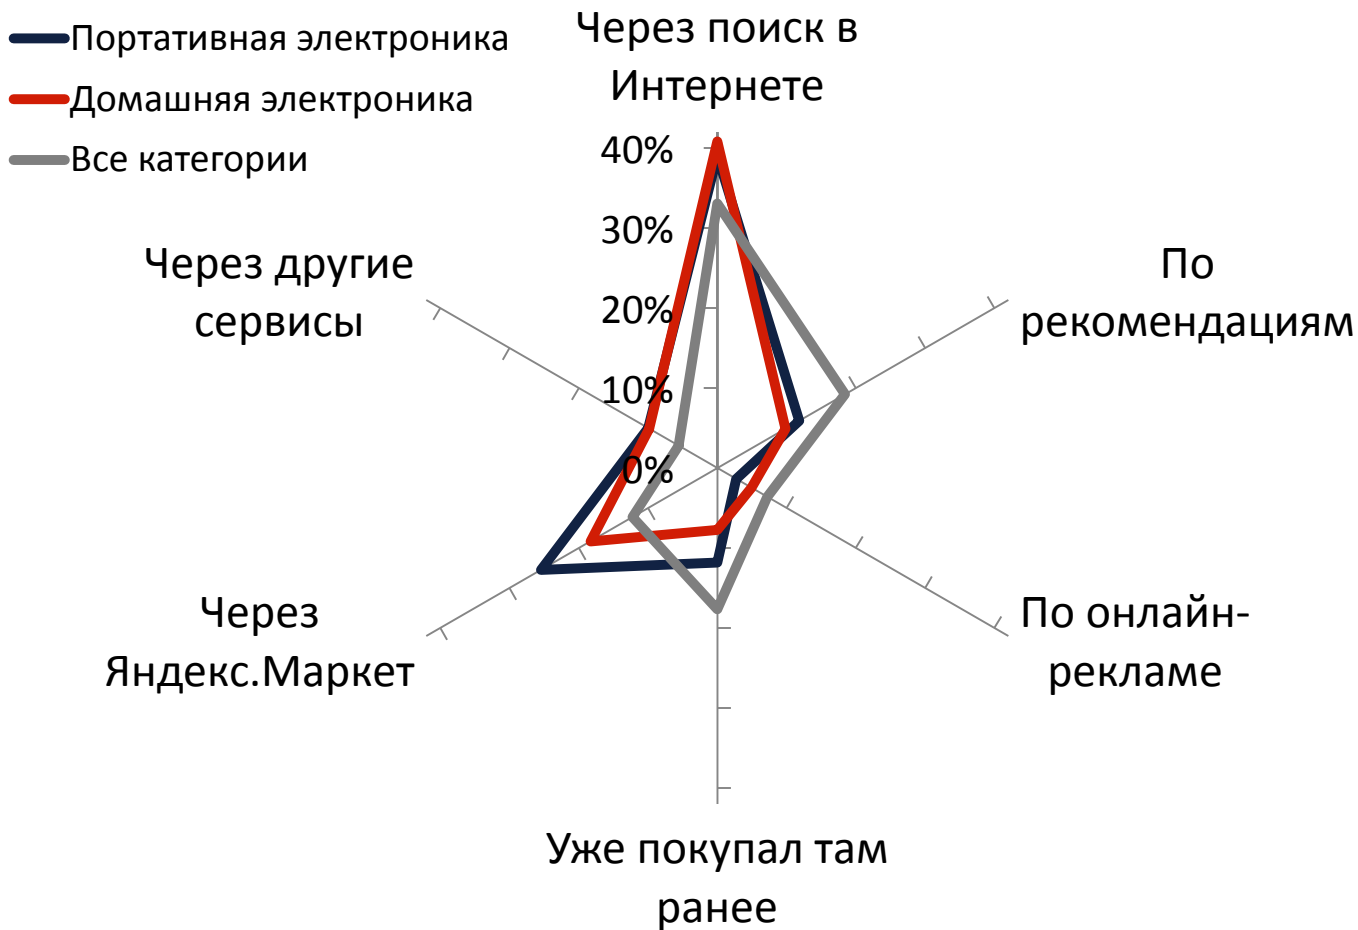 Портативная электроника
Домашняя электроника
Все категории
Через поиск в
Интернете
40%
30%
20%
10%
0%
По
рекомендациям
По онлайн-
рекламе
Уже покупал там
ранее
Через
Яндекс.Маркет
Через другие
сервисы